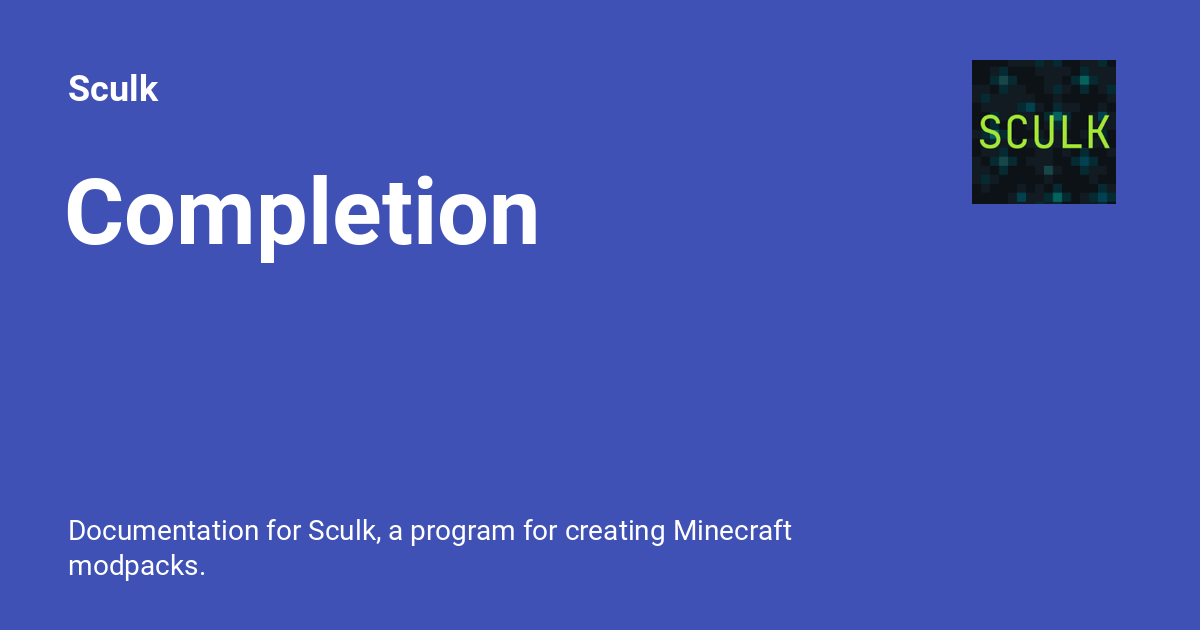 Sculk
SCULK
Completion
Documentation for Sculk, a program for creating Minecraft
modpacks.